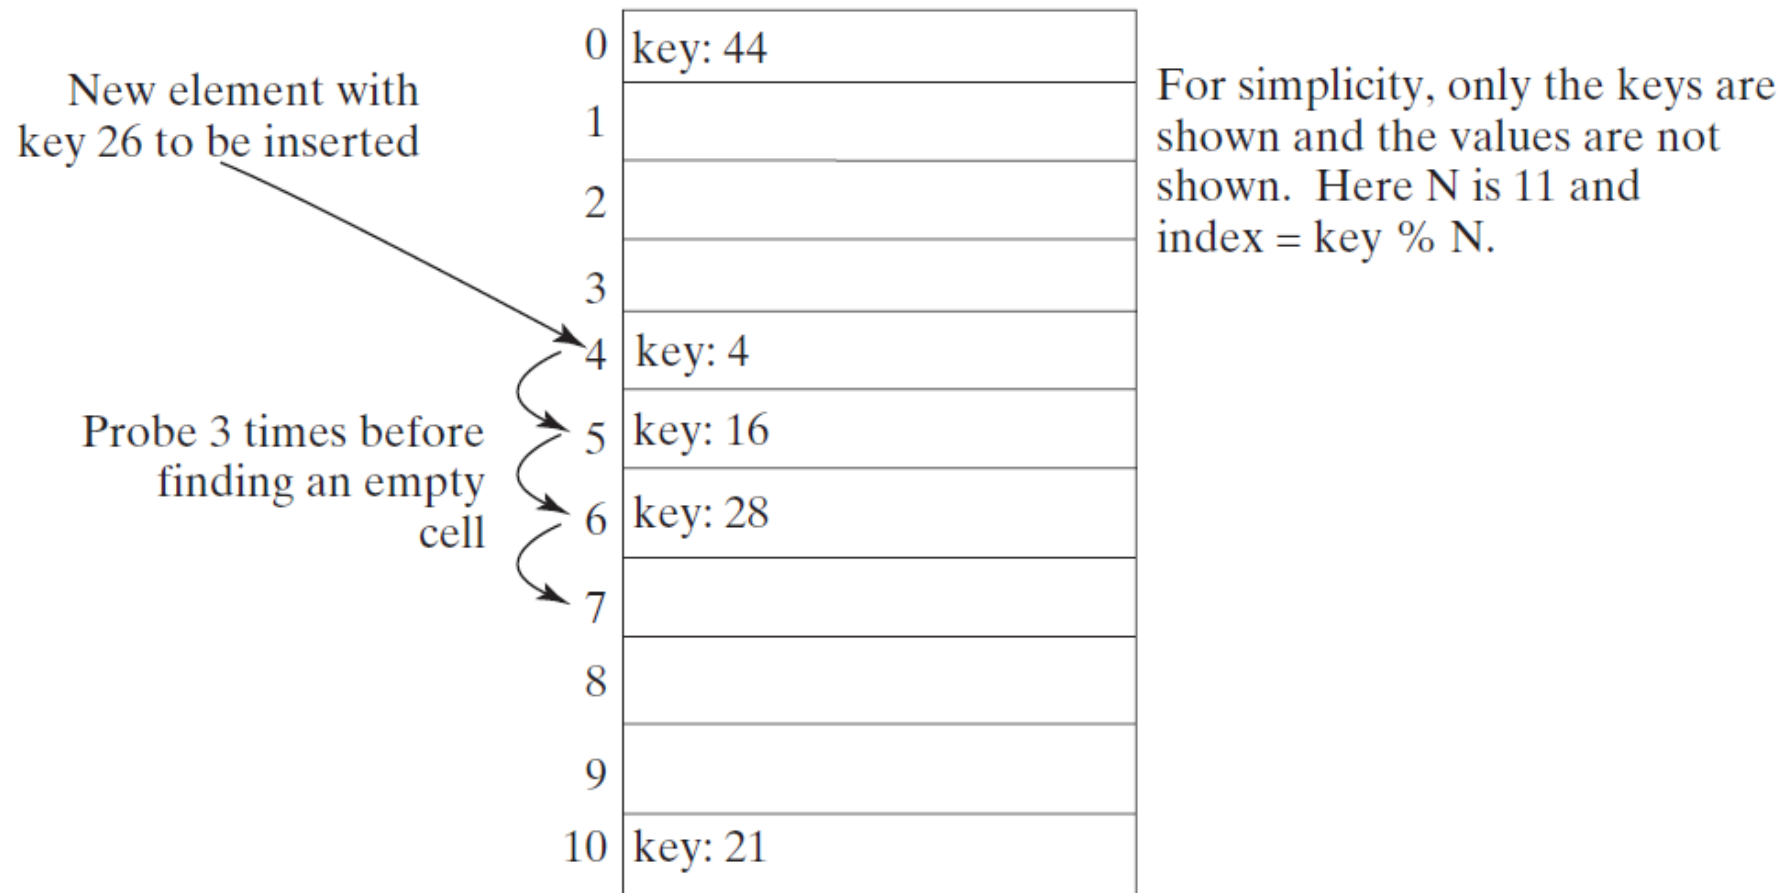 New element with
key 26 to be inserted
Probe 3 times before
finding an empty
cell
0 key: 44
1
2
3
4 key: 4
5 key: 16
6 key: 28
7
8
9
10 key: 21
For simplicity, only the keys are
shown and the values are not
shown. Here N is 11 and
index = key % N.